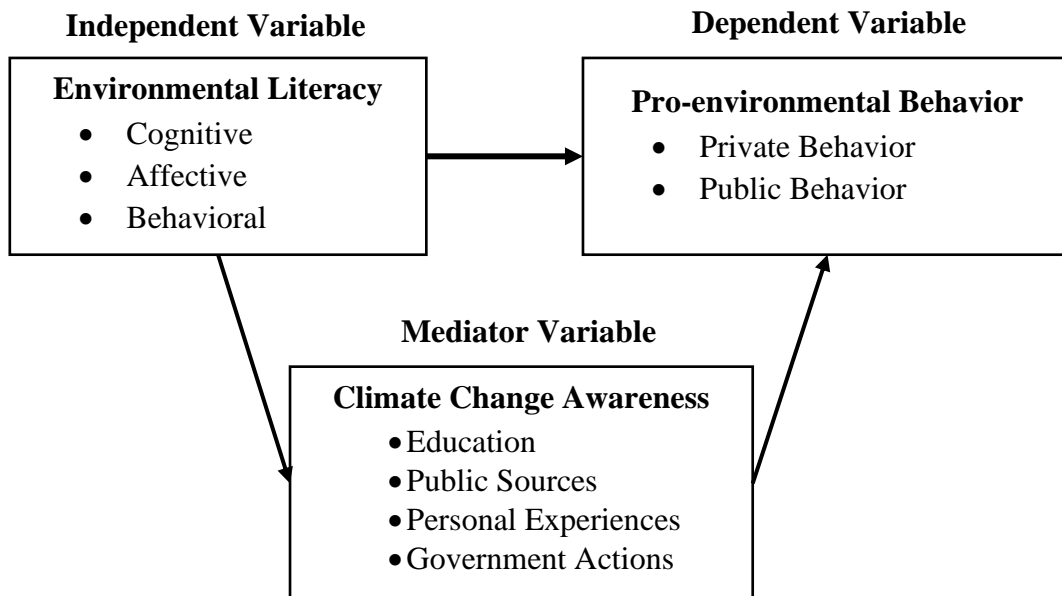 Independent Variable
Environmental Literacy
• Cognitive
• Affective
• Behavioral
Dependent Variable
Pro-environmental Behavior
• Private Behavior
• Public Behavior
Mediator Variable
Climate Change Awareness
• Education
• Public Sources
• Personal Experiences
• Government Actions